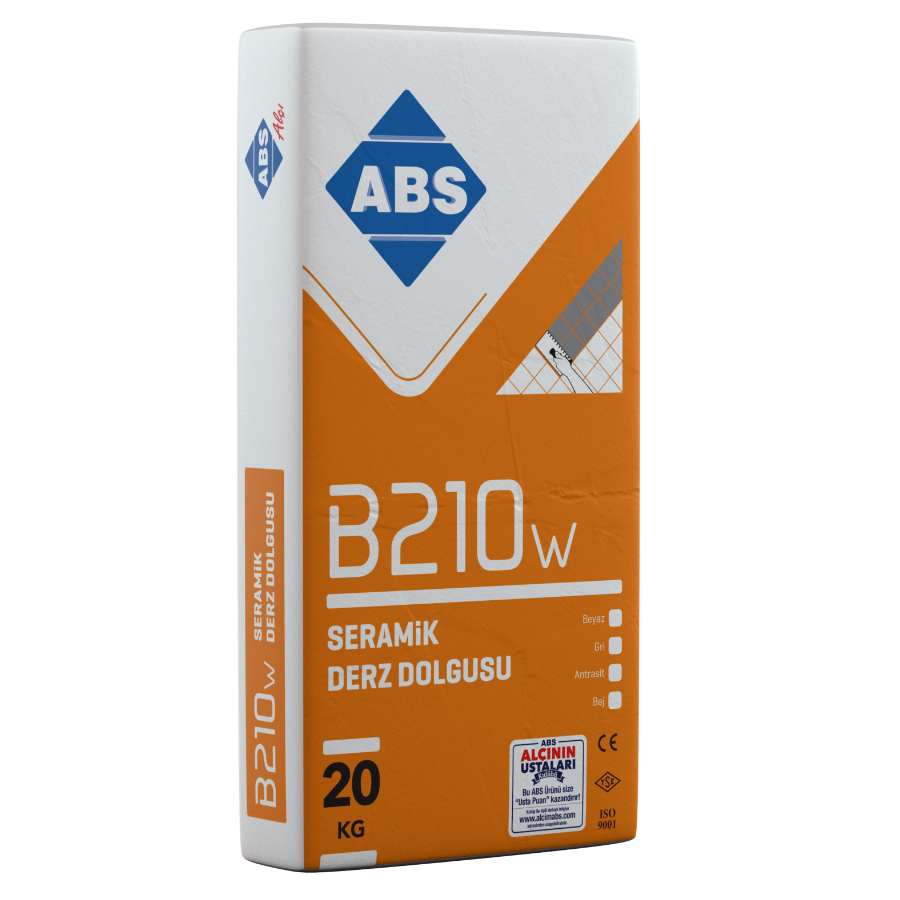 ABS
Alçı
ABS
B210w
SERAMİK
DERZ DOLGUSU
B210w
SERAMİK
DERZ DOLGUSU
Beyaz
Gri
Antrasit
Bej
20
KG
ABS
ALÇININ
USTALARI
Kulübü
Bu ABS Ürünü size
"Usta Puan" kazandırır!
www.alcimabs.com
CE
TSE
ISO
9001